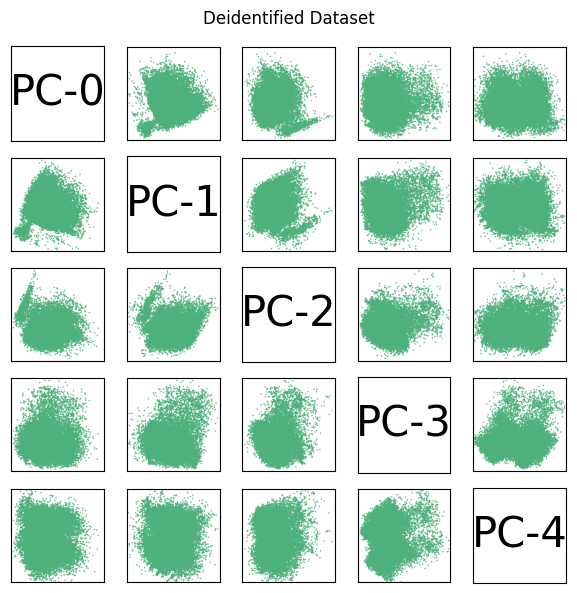 Deidentified Dataset
PC-0
PC-1
PC-2
PC-3
PC-4